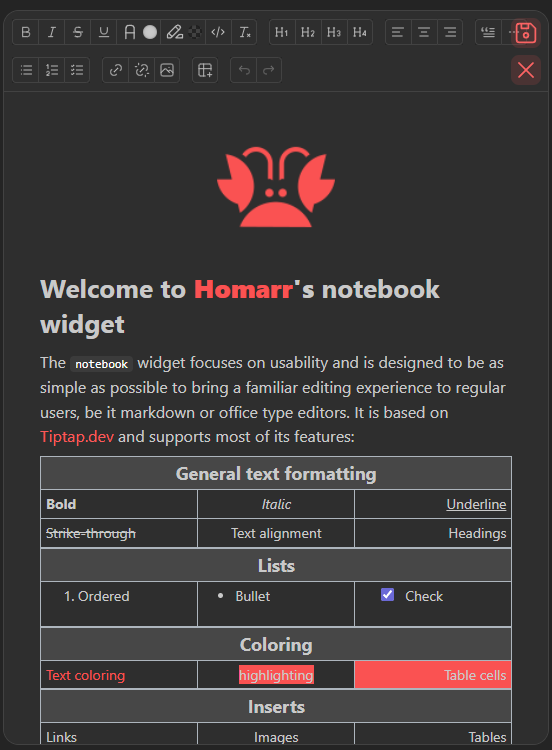 B I S U A </> Tx H1 H2 H3 H4
Welcome to Homarr's notebook
widget
The notebook widget focuses on usability and is designed to be as
simple as possible to bring a familiar editing experience to regular
users, be it markdown or office type editors. It is based on
Tiptap.dev and supports most of its features:
General text formatting
Bold Italic Underline
Strike-through Text alignment Headings
Lists
1. Ordered • Bullet Check
Coloring
Text coloring highlighting Table cells
Inserts
Links Images Tables